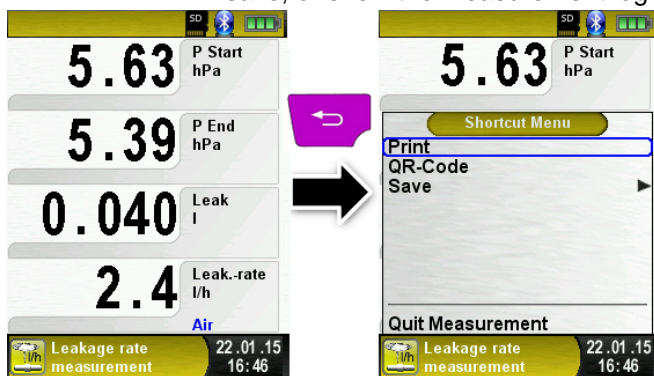 SD
5.63 P Start
hPa
5.39 P End
hPa
0.040 Leak
l
2.4 Leak.-rate
l/h
Air
l/h Leakage rate 22.01.15
measurement 16:46
SD
5.63 P Start
hPa
Shortcut Menu
Print
QR-Code
Save
Quit Measurement
l/h Leakage rate 22.01.15
measurement 16:46